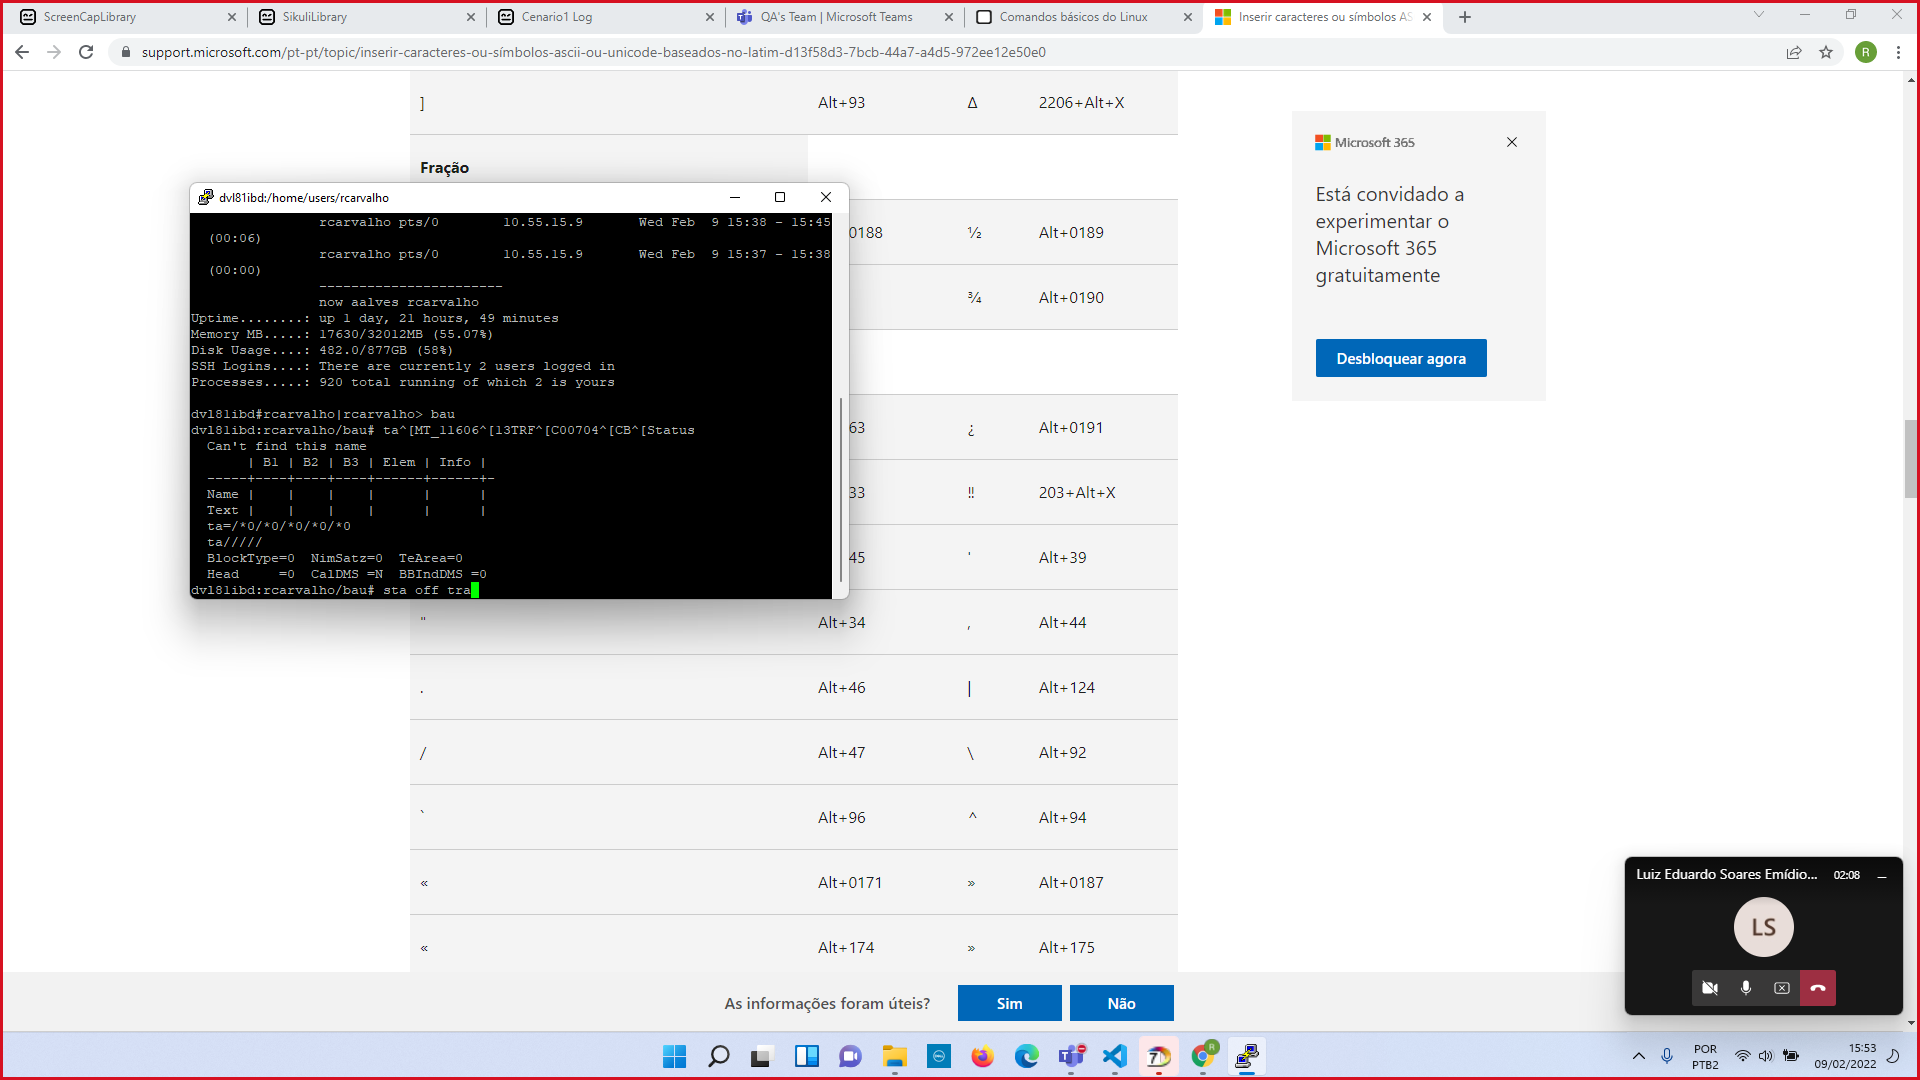 ScreenCapLibrary
SikuliLibrary
Cenario1 Log
QA's Team | Microsoft Teams
Comandos básicos do Linux
Inserir caracteres ou símbolos AS
support.microsoft.com/pt-pt/topic/inserir-caracteres-ou-símbolos-ascii-ou-unicode-baseados-no-latim-d13f58d3-7bcb-44a7-a4d5-972ee12e50e0
R
] Alt+93 Δ 2206+Alt+X
Fração
0188 ½ Alt+0189
¾ Alt+0190
63 ¿ Alt+0191
33 ‼ 203+Alt+X
45 ' Alt+39
" Alt+34 , Alt+44
. Alt+46 | Alt+124
/ Alt+47 \ Alt+92
` Alt+96 ^ Alt+94
« Alt+0171 » Alt+0187
« Alt+174 » Alt+175
dvl81ibd:/home/users/rcarvalho
rcarvalho pts/0 10.55.15.9 Wed Feb 9 15:38 - 15:45
(00:06)
rcarvalho pts/0 10.55.15.9 Wed Feb 9 15:37 - 15:38
(00:00)
-----------------------
now aalves rcarvalho
Uptime........: up 1 day, 21 hours, 49 minutes
Memory MB.....: 17630/32012MB (55.07%)
Disk Usage....: 482.0/877GB (58%)
SSH Logins....: There are currently 2 users logged in
Processes.....: 920 total running of which 2 is yours
dvl81ibd#rcarvalho|rcarvalho> bau
dvl81ibd:rcarvalho/bau# ta^[MT_11606^[13TRF^[C00704^[CB^[Status
Can't find this name
| B1 | B2 | B3 | Elem | Info |
-----+----+----+----+------+------+-
Name | | | | | |
Text | | | | | |
ta=/*0/*0/*0/*0/*0
ta/////
BlockType=0 NimSatz=0 TeArea=0
Head =0 CalDMS =N BBIndDMS =0
dvl81ibd:rcarvalho/bau# sta off tra
Microsoft 365
Está convidado a
experimentar o
Microsoft 365
gratuitamente
Desbloquear agora
As informações foram úteis?
Sim
Não
Luiz Eduardo Soares Emídio... 02:08
LS
POR
PTB2
15:53
09/02/2022